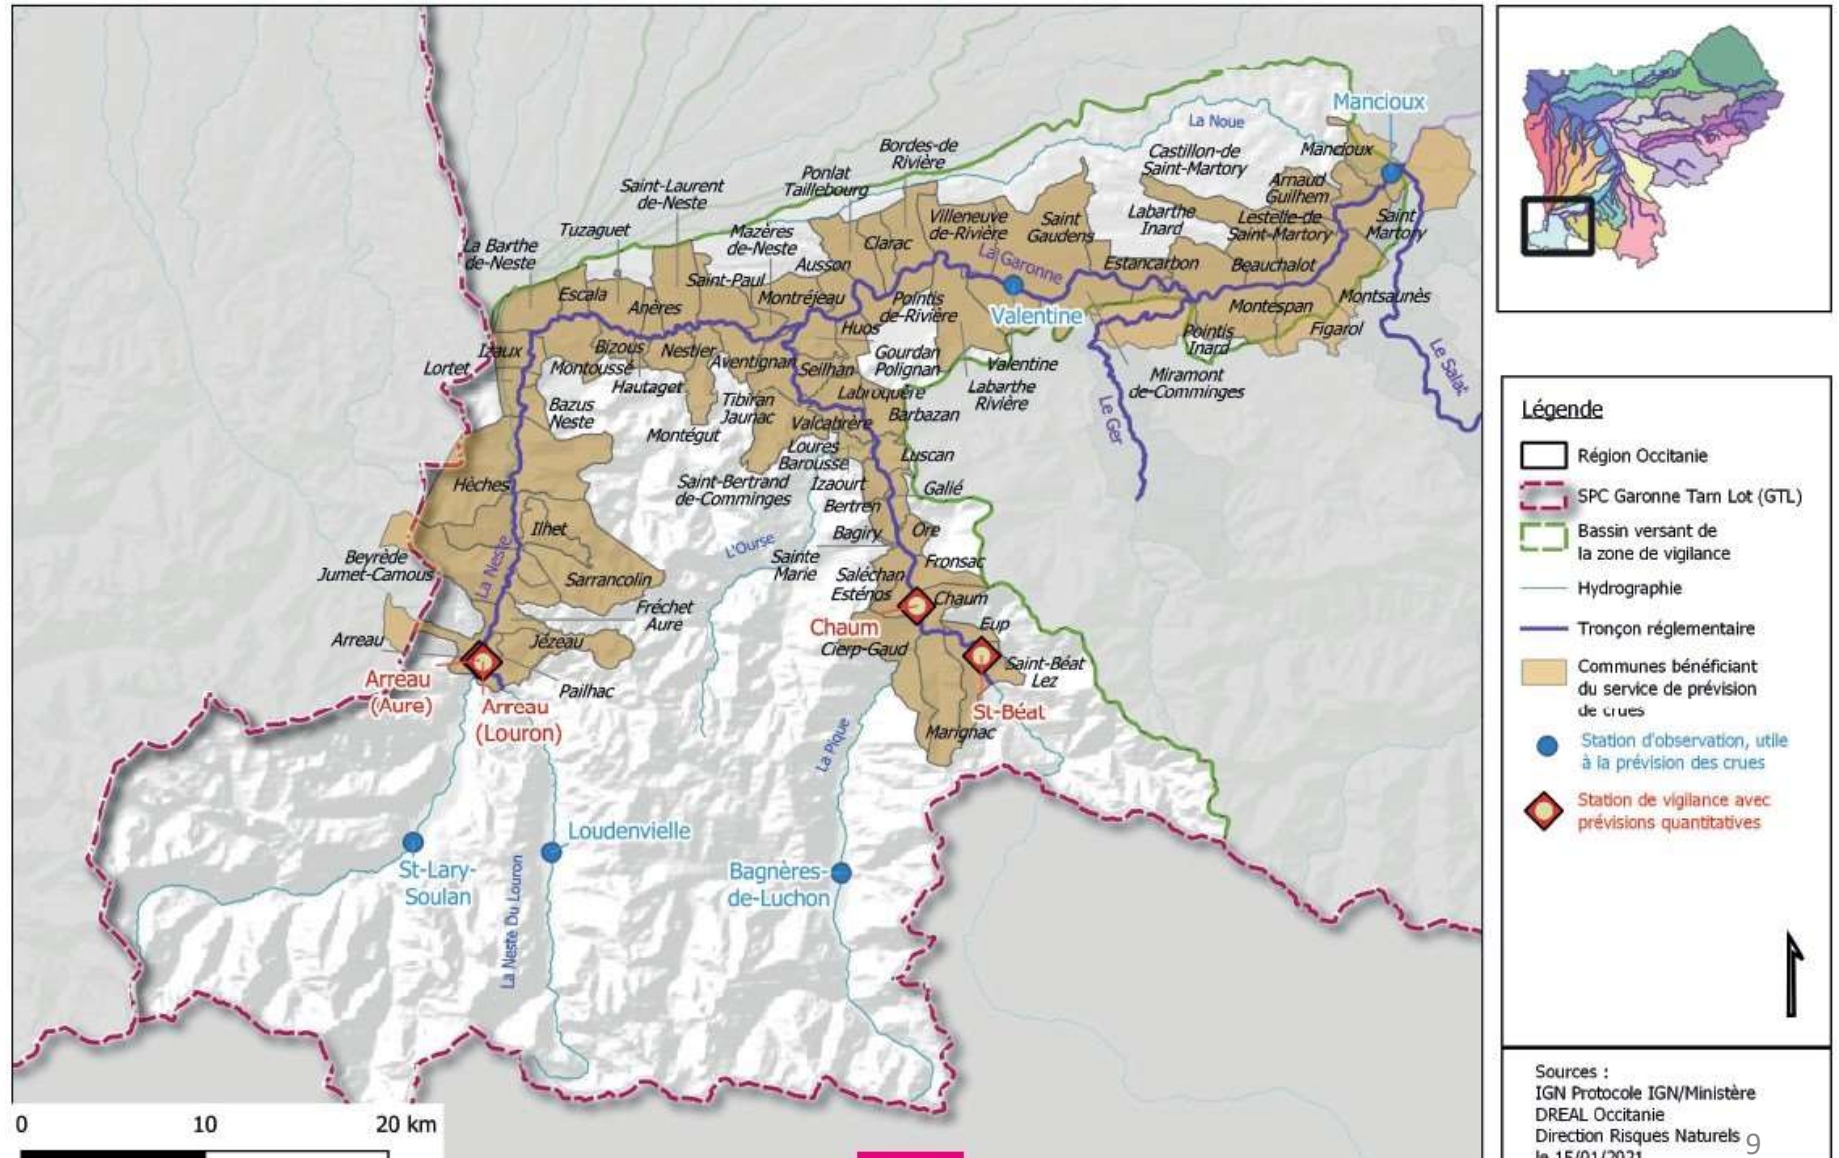 Mancioux
La Noue
Mancioux
Bordes-de
Rivière
Castillon-de
Saint-Martory
Ponlat
Taillebourg
Arnaud
Guilhem
Saint-Laurent
de-Neste
Villeneuve
de-Rivière
Saint
Gaudens
Labarthe
Inard
Lestelle-de
Saint-Martory
Saint
Martory
Tuzaguet
Mazères
de-Neste
Clarac
La Barthe
de-Neste
Ausson
La Garonne
Estancarbon
Beauchalot
Saint-Paul
Escala
Anères
Montréjeau
Pointis
de-Rivière
Valentine
Montespan
Montsaunès
Huos
Pointis
Inard
Figarol
Izaux
Bizous
Nestier
Aventignan
Seilhan
Gourdan
Polignan
Valentine
Lortet
Montoussé
Hautaget
Labroquère
Labarthe
Rivière
Miramont
de-Comminges
Le Salat
Bazus
Neste
Tibiran
Jaunac
Barbazan
Le Ger
Montégut
Valcabrère
Loures
Barousse
Luscan
Hèches
Saint-Bertrand
de-Comminges
Izaourt
Galié
Bertren
Ilhet
Bagiry
Ore
La Neste
L'Ourse
Beyrède
Jumet-Camous
Sainte
Marie
Fronsac
Sarrancolin
Saléchan
Esténos
Chaum
Fréchet
Aure
Chaum
Eup
Arreau
Jézeau
Cierp-Gaud
Saint-Béat
Lez
Arreau
(Aure)
Pailhac
Arreau
(Louron)
St-Béat
Marignac
La Pique
Loudenvielle
St-Lary-
Soulan
La Neste Du Louron
Bagnères-
de-Luchon
0 10 20 km
Légende
Région Occitanie
SPC Garonne Tarn Lot (GTL)
Bassin versant de
la zone de vigilance
Hydrographie
Tronçon réglementaire
Communes bénéficiant
du service de prévision
de crues
Station d'observation, utile
à la prévision des crues
Station de vigilance avec
prévisions quantitatives
Sources :
IGN Protocole IGN/Ministère
DREAL Occitanie
Direction Risques Naturels
le 15/01/2021
9